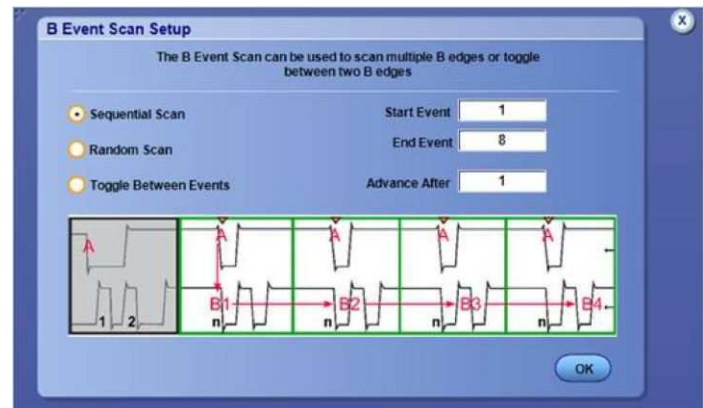 B Event Scan Setup
X
The B Event Scan can be used to scan multiple B edges or toggle
between two B edges
Sequential Scan
Start Event 1
Random Scan
End Event 8
Toggle Between Events
Advance After 1
A A A A A
B1 B2 B3 B4
1 2 n n n n
OK